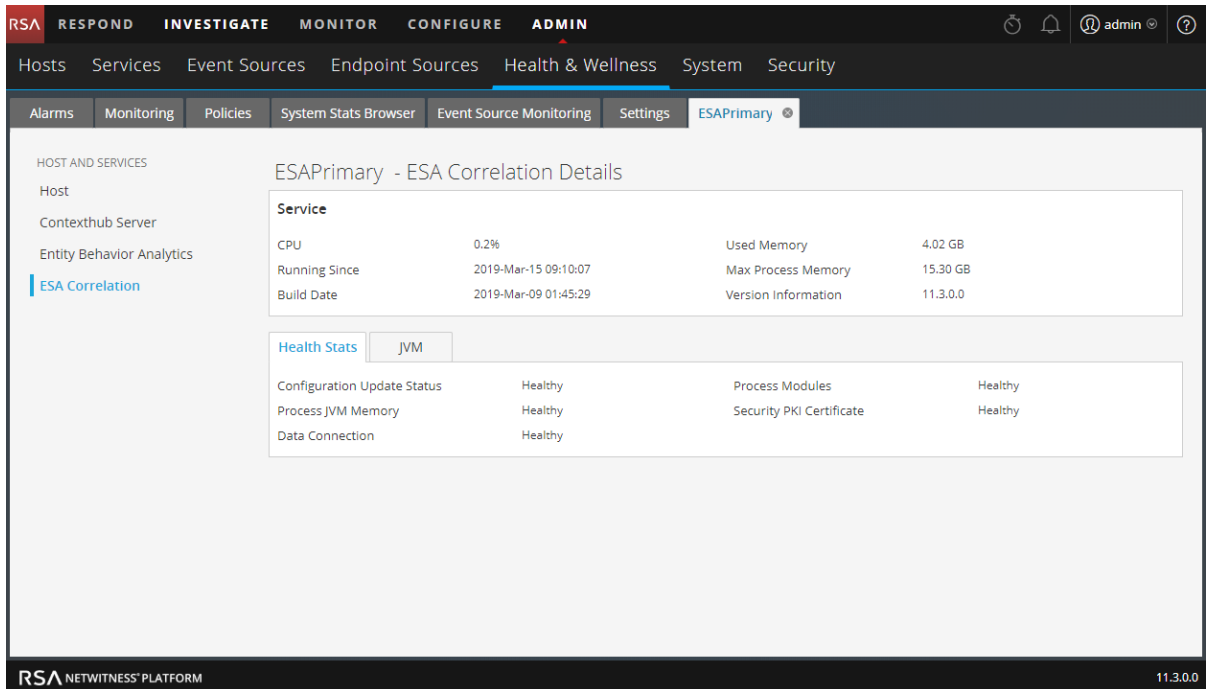 RSA RESPOND INVESTIGATE MONITOR CONFIGURE ADMIN admin ?
Hosts Services Event Sources Endpoint Sources Health & Wellness System Security
Alarms Monitoring Policies System Stats Browser Event Source Monitoring Settings ESAPrimary
HOST AND SERVICES
Host
Contexthub Server
Entity Behavior Analytics
ESA Correlation
ESAPrimary - ESA Correlation Details
Service
CPU 0.2% Used Memory 4.02 GB
Running Since 2019-Mar-15 09:10:07 Max Process Memory 15.30 GB
Build Date 2019-Mar-09 01:45:29 Version Information 11.3.0.0
Health Stats JVM
Configuration Update Status Healthy Process Modules Healthy
Process JVM Memory Healthy Security PKI Certificate Healthy
Data Connection Healthy
RSA NETWITNESS® PLATFORM 11.3.0.0